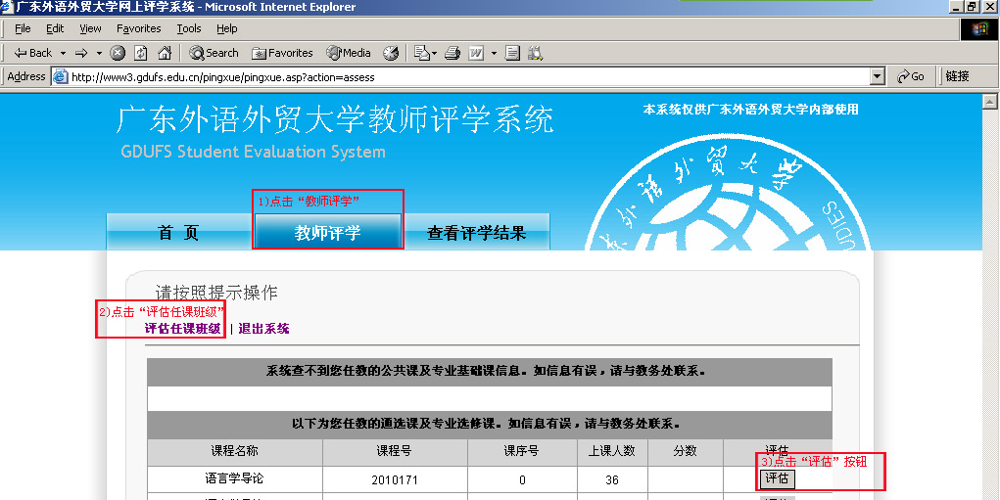 广东外语外贸大学网上评学系统 - Microsoft Internet Explorer
File Edit View Favorites Tools Help
Back Search Favorites Media
Address http://www3.gdufs.edu.cn/pingxue/pingxue.asp?action=assess Go 链接
广东外语外贸大学教师评学系统
本系统仅供广东外语外贸大学内部使用
GDUFS Student Evaluation System
外语外贸大学
UDIES
1)点击“教师评学”
首 页 教师评学 查看评学结果
请按照提示操作
2)点击“评估任课班级”
评估任课班级 | 退出系统
系统查不到您任教的公共课及专业基础课信息。如信息有误，请与教务处联系。
以下为您任教的通选课及专业选修课。如信息有误，请与教务处联系。
课程名称 课程号 课序号 上课人数 分数 评估
3)点击“评估”按钮
语言学导论 2010171 0 36 评估